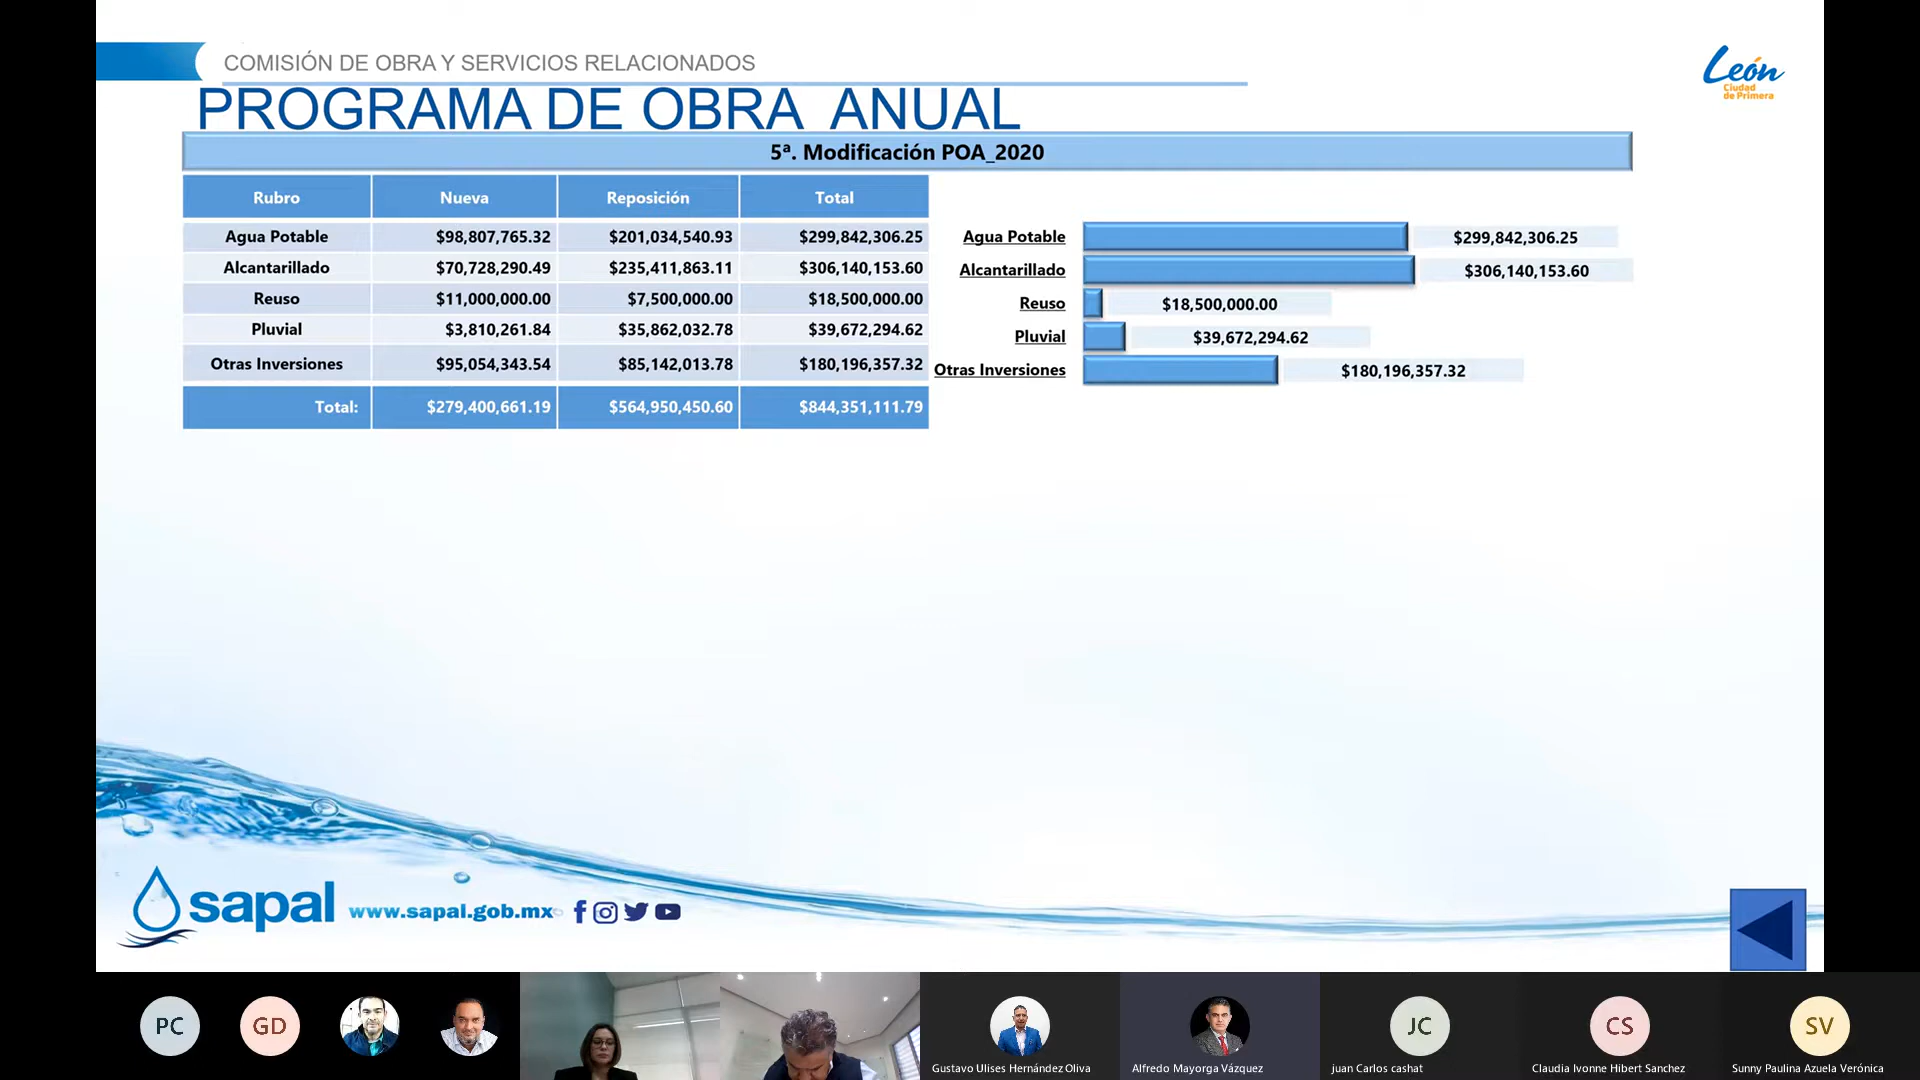 COMISIÓN DE OBRA Y SERVICIOS RELACIONADOS
León
Ciudad
de Primera
PROGRAMA DE OBRA ANUAL
5ª. Modificación POA_2020
Rubro Nueva Reposición Total
Agua Potable $98,807,765.32 $201,034,540.93 $299,842,306.25
Alcantarillado $70,728,290.49 $235,411,863.11 $306,140,153.60
Reuso $11,000,000.00 $7,500,000.00 $18,500,000.00
Pluvial $3,810,261.84 $35,862,032.78 $39,672,294.62
Otras Inversiones $95,054,343.54 $85,142,013.78 $180,196,357.32
Total: $279,400,661.19 $564,950,450.60 $844,351,111.79
Agua Potable $299,842,306.25
Alcantarillado $306,140,153.60
Reuso $18,500,000.00
Pluvial $39,672,294.62
Otras Inversiones $180,196,357.32
sapal www.sapal.gob.mx
PC GD JC CS SV
Gustavo Ulises Hernández Oliva Alfredo Mayorga Vázquez juan Carlos cashat Claudia Ivonne Hibert Sanchez Sunny Paulina Azuela Verónica